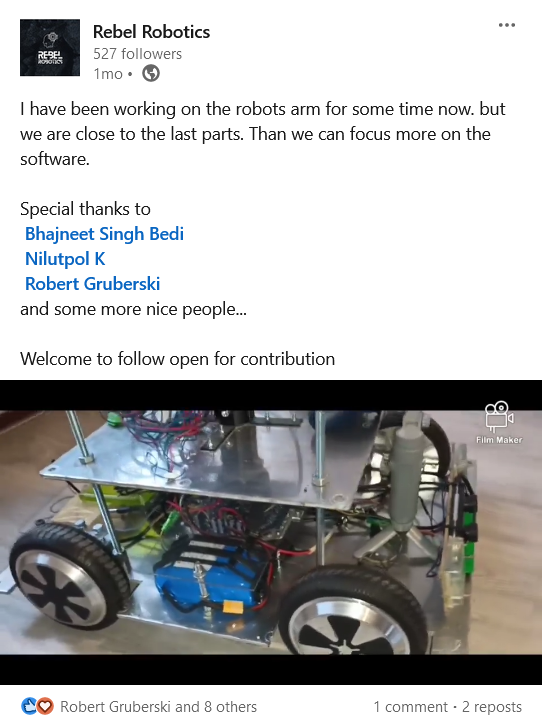 Rebel Robotics
527 followers
1mo •
I have been working on the robots arm for some time now. but
we are close to the last parts. Than we can focus more on the
software.
Special thanks to
Bhajneet Singh Bedi
Nilutpol K
Robert Gruberski
and some more nice people...
Welcome to follow open for contribution
REBEL
ROBOTICS
Film Maker
Robert Gruberski and 8 others
1 comment · 2 reposts